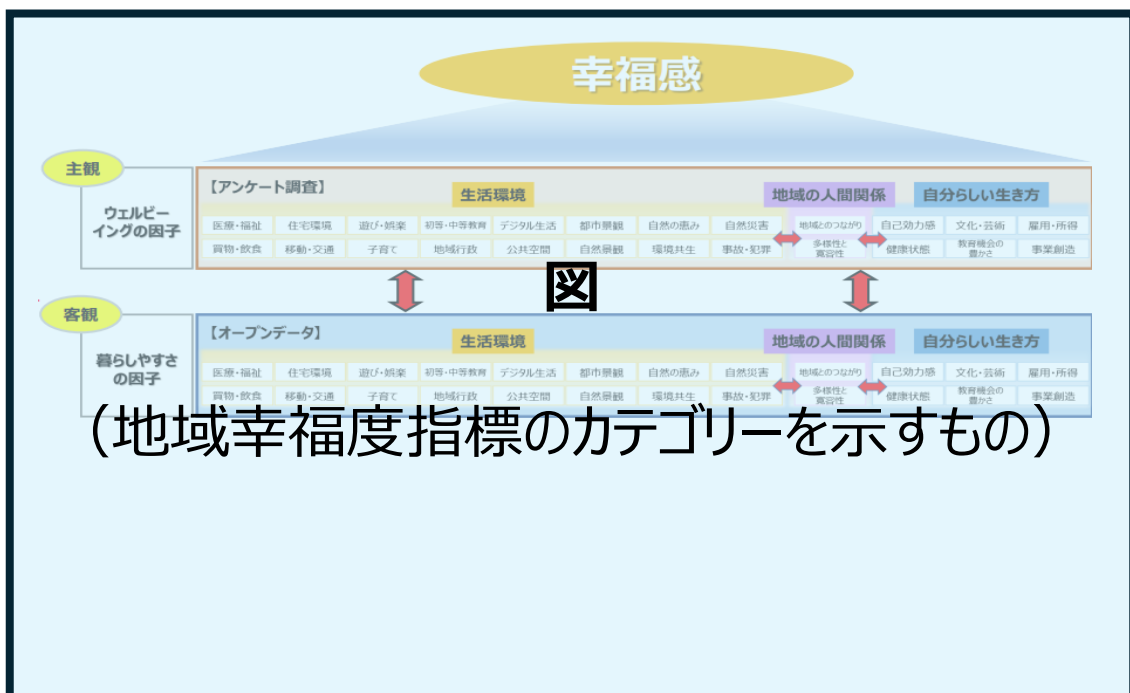 幸福感
主観
ウェルビー
イングの因子
【アンケート調査】
生活環境
地域の人間関係
自分らしい生き方
医療・福祉 住宅環境 遊び・娯楽 初等・中等教育 デジタル生活 都市景観 自然の恵み 自然災害 地域とのつながり 自己効力感 文化・芸術 雇用・所得
買物・飲食 移動・交通 子育て 地域行政 公共空間 自然景観 環境共生 事故・犯罪 多様性と
寛容性 健康状態 教育機会の
豊かさ 事業創造
図
客観
暮らしやすさ
の因子
【オープンデータ】
生活環境
地域の人間関係
自分らしい生き方
医療・福祉 住宅環境 遊び・娯楽 初等・中等教育 デジタル生活 都市景観 自然の恵み 自然災害 地域とのつながり 自己効力感 文化・芸術 雇用・所得
買物・飲食 移動・交通 子育て 地域行政 公共空間 自然景観 環境共生 事故・犯罪 多様性と
寛容性 健康状態 教育機会の
豊かさ 事業創造
（地域幸福度指標のカテゴリーを示すもの）